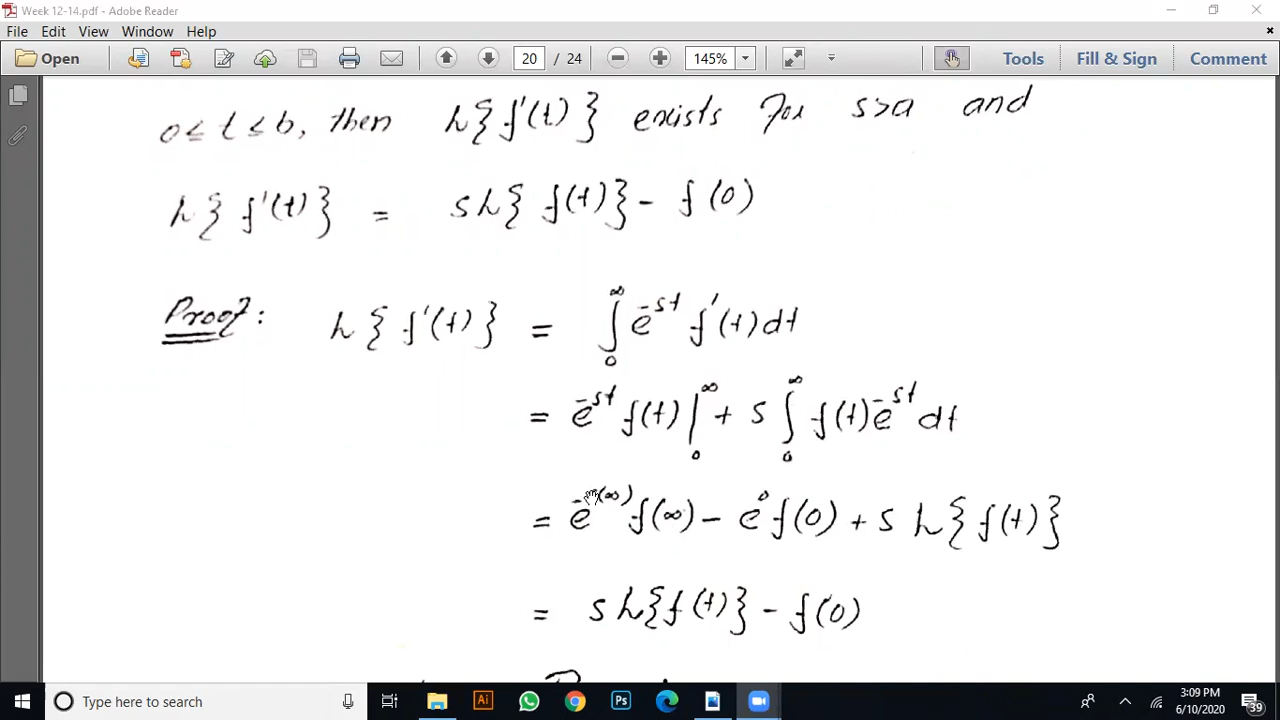 Week 12-14.pdf - Adobe Reader
File Edit View Window Help
Open 20 / 24 145% Tools Fill & Sign Comment
0 ≤ t ≤ b, then L{f'(t)} exists for s>a and
L{f'(t)} = sL{f(t)} - f(0)
Proof: L{f'(t)} = ∫₀^∞ e^-st f'(t)dt
= e^-st f(t)|₀^∞ + s ∫₀^∞ f(t)e^-st dt
= e^-s(∞) f(∞) - e⁰f(0) + s L{f(t)}
= sL{f(t)} - f(0)
Type here to search
3:09 PM
6/10/2020
39